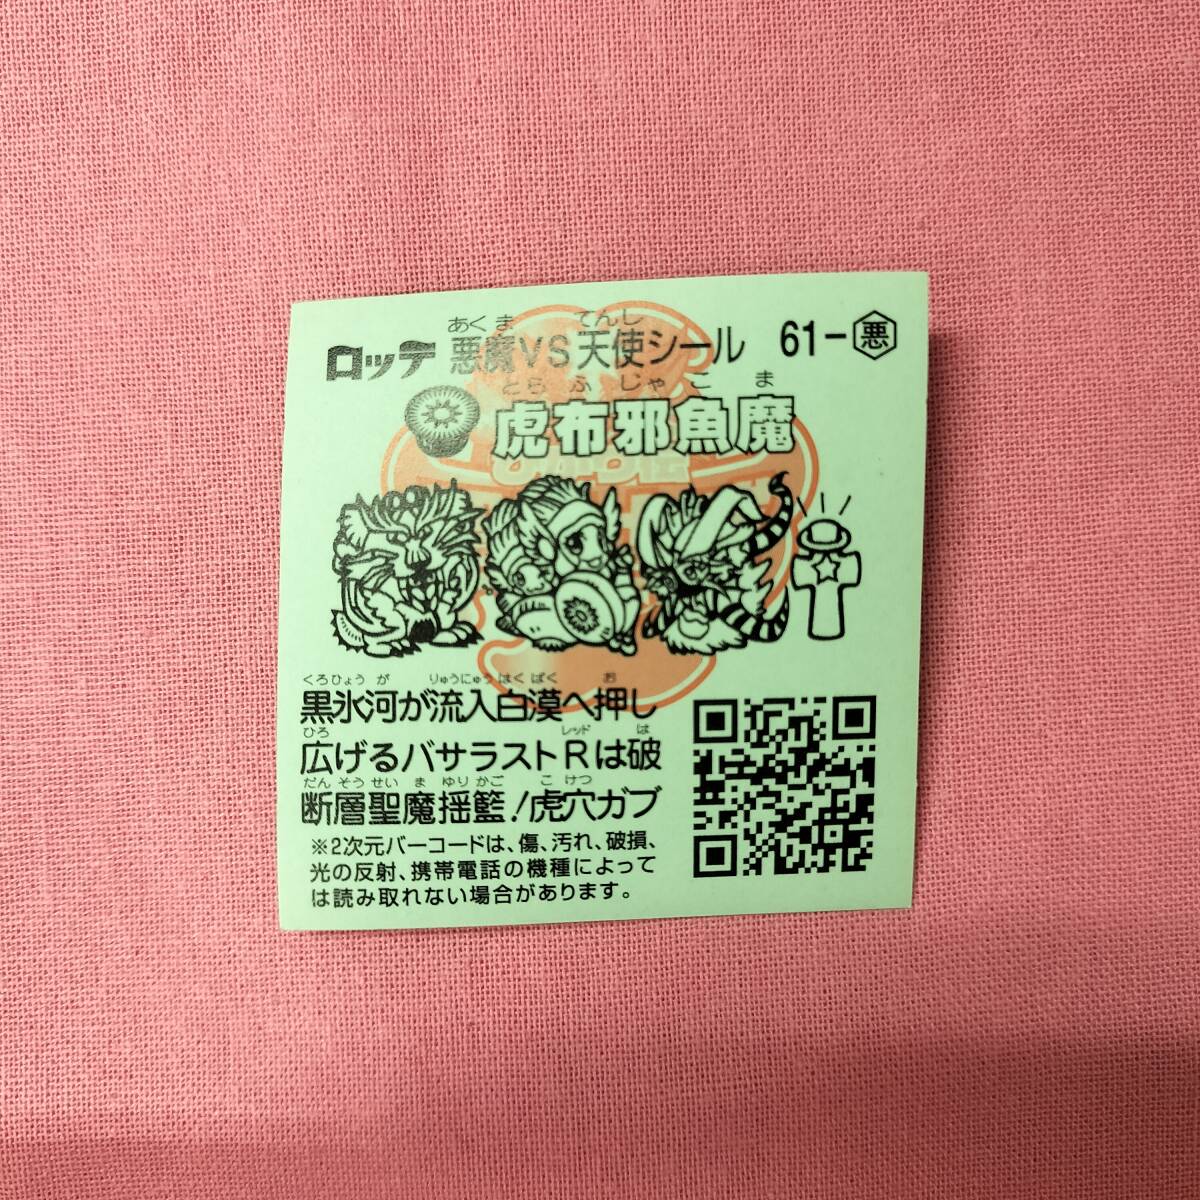 あくま てんし
ロッテ 悪魔VS天使シール 61-悪
とらふじゃこま
虎布邪魚魔
くろひょうが りゅうにゅうはくばく お
黒氷河が流入白漠へ押し
ひろ レッド は
広げるバサラストRは破
だんそうせいまゆりかご こけつ
断層聖魔揺籃!虎穴ガブ
※2次元バーコードは、傷、汚れ、破損、
光の反射、携帯電話の機種によって
は読み取れない場合があります。